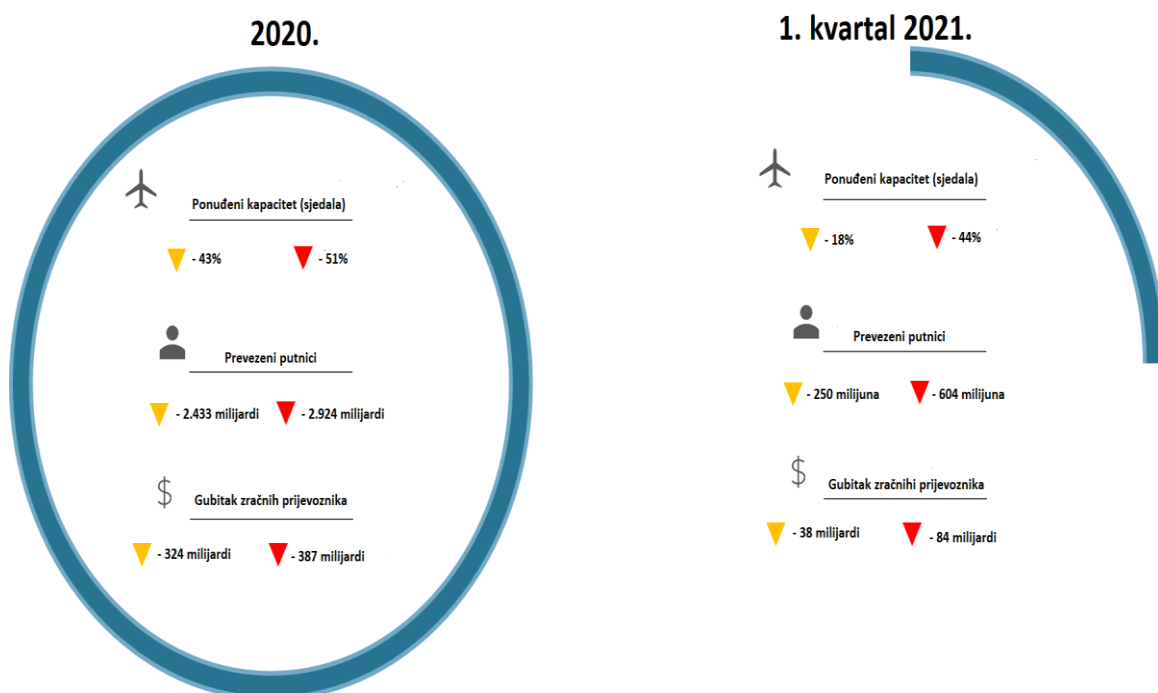 2020.
Ponuđeni kapacitet (sjedala)
- 43% - 51%
Prevezeni putnici
- 2.433 milijardi - 2.924 milijardi
$
Gubitak zračnih prijevoznika
- 324 milijardi - 387 milijardi
1. kvartal 2021.
Ponuđeni kapacitet (sjedala)
- 18% - 44%
Prevezeni putnici
- 250 milijuna - 604 milijuna
$
Gubitak zračnihi prijevoznika
- 38 milijardi - 84 milijardi